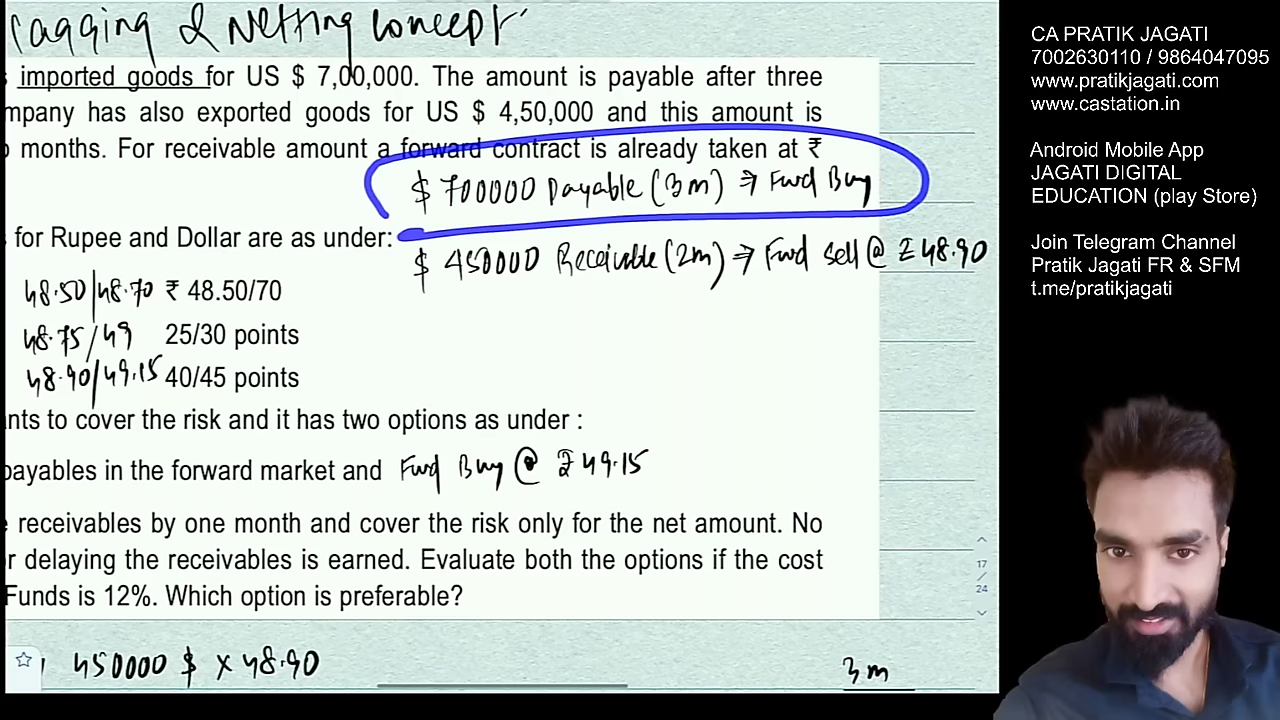 Lagging & Netting concept
imported goods for US $ 7,00,000. The amount is payable after three
mpany has also exported goods for US $ 4,50,000 and this amount is
months. For receivable amount a forward contract is already taken at ₹
$ 700000 Payable (3m) ⇒ Fwd Buy
for Rupee and Dollar are as under:
$ 450000 Receivable (2m) ⇒ Fwd Sell @ ₹48.90
48.50/48.70 ₹ 48.50/70
48.75/49 25/30 points
48.90/49.15 40/45 points
nts to cover the risk and it has two options as under :
payables in the forward market and Fwd Buy @ ₹49.15
receivables by one month and cover the risk only for the net amount. No
r delaying the receivables is earned. Evaluate both the options if the cost
Funds is 12%. Which option is preferable?
450000 $ x 48.90
3m
17
/
24
CA PRATIK JAGATI
7002630110 / 9864047095
www.pratikjagati.com
www.castation.in
Android Mobile App
JAGATI DIGITAL
EDUCATION (play Store)
Join Telegram Channel
Pratik Jagati FR & SFM
t.me/pratikjagati